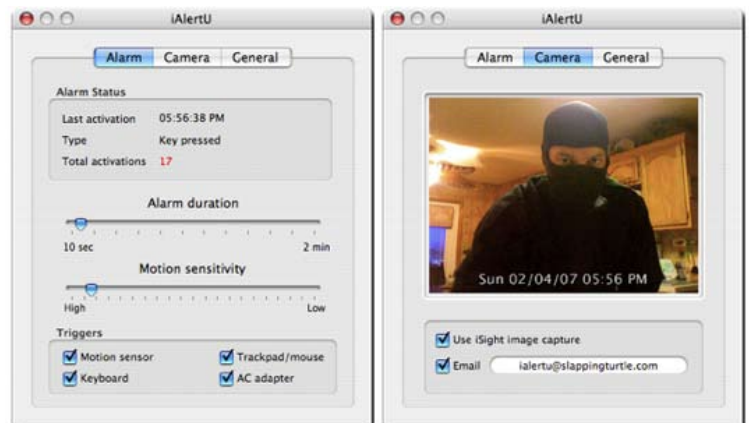 iAlertU
Alarm Camera General
Alarm Status
Last activation 05:56:38 PM
Type Key pressed
Total activations 17
Alarm duration
10 sec 2 min
Motion sensitivity
High Low
Triggers
Motion sensor Trackpad/mouse
Keyboard AC adapter
iAlertU
Alarm Camera General
Sun 02/04/07 05:56 PM
Use iSight image capture
Email ialertu@slappingturtle.com